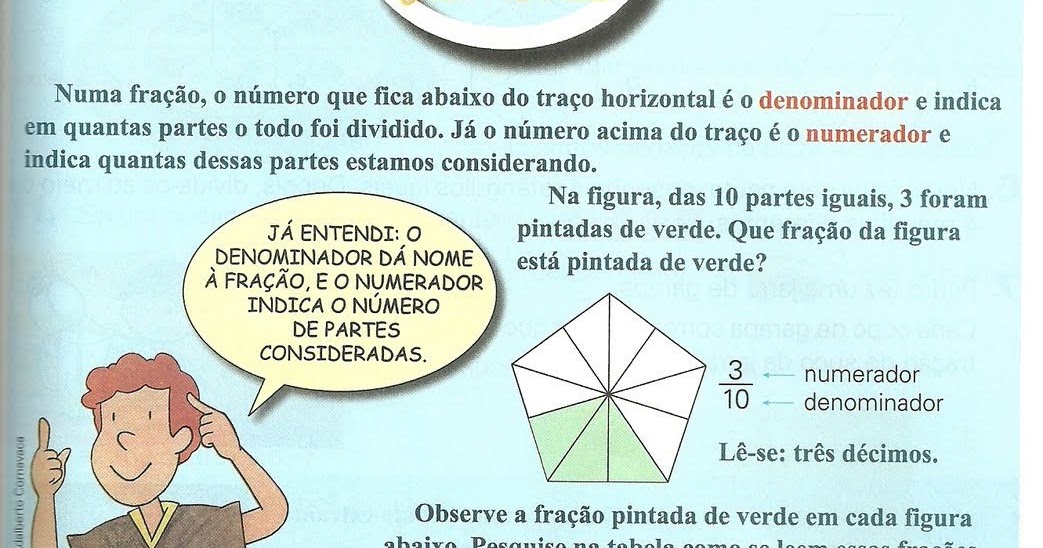 Numa fração, o número que fica abaixo do traço horizontal é o denominador e indica
em quantas partes o todo foi dividido. Já o número acima do traço é o numerador e
indica quantas dessas partes estamos considerando.
Na figura, das 10 partes iguais, 3 foram
pintadas de verde. Que fração da figura
está pintada de verde?
JÁ ENTENDI: O
DENOMINADOR DÁ NOME
À FRAÇÃO, E O NUMERADOR
INDICA O NÚMERO
DE PARTES
CONSIDERADAS.
3 ← numerador
10 ← denominador
Lê-se: três décimos.
dalberto Cornavaca
Observe a fração pintada de verde em cada figura
abaixo. Pesquise na tabela como se leem essas frações